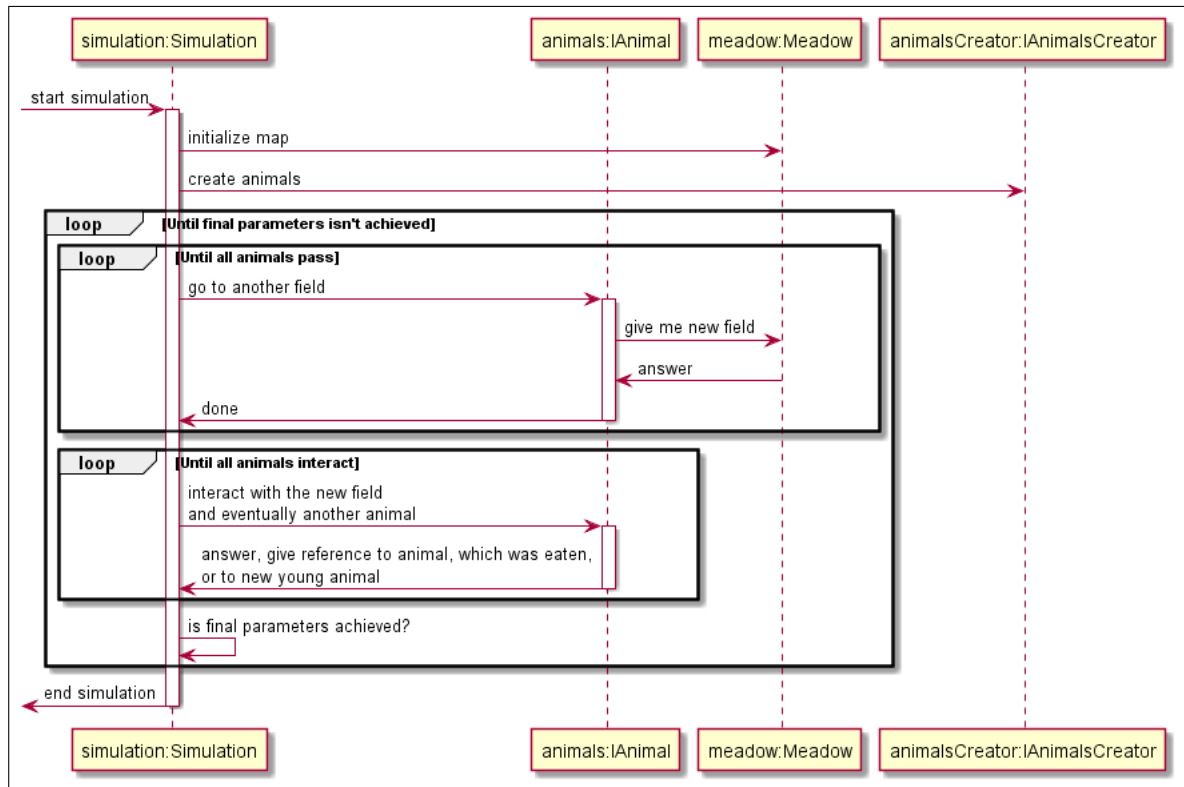 simulation:Simulation
animals:IAnimal
meadow:Meadow
animalsCreator:IAnimalsCreator
start simulation
initialize map
create animals
loop
[Until final parameters isn't achieved]
loop
[Until all animals pass]
go to another field
give me new field
answer
done
loop
[Until all animals interact]
interact with the new field
and eventually another animal
answer, give reference to animal, which was eaten,
or to new young animal
is final parameters achieved?
end simulation
simulation:Simulation
animals:IAnimal
meadow:Meadow
animalsCreator:IAnimalsCreator